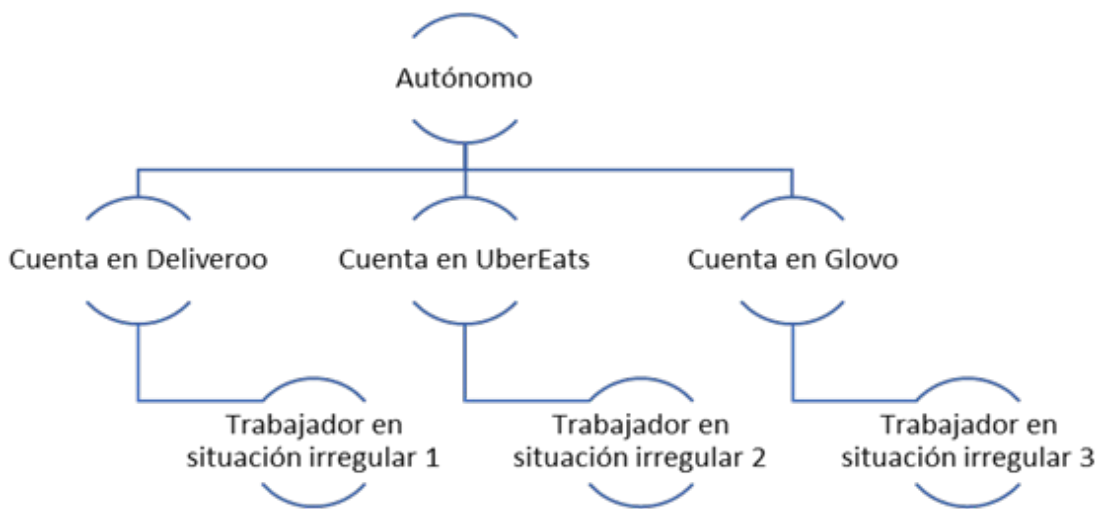 Autónomo
Cuenta en Deliveroo
Cuenta en UberEats
Cuenta en Glovo
Trabajador en
situación irregular 1
Trabajador en
situación irregular 2
Trabajador en
situación irregular 3